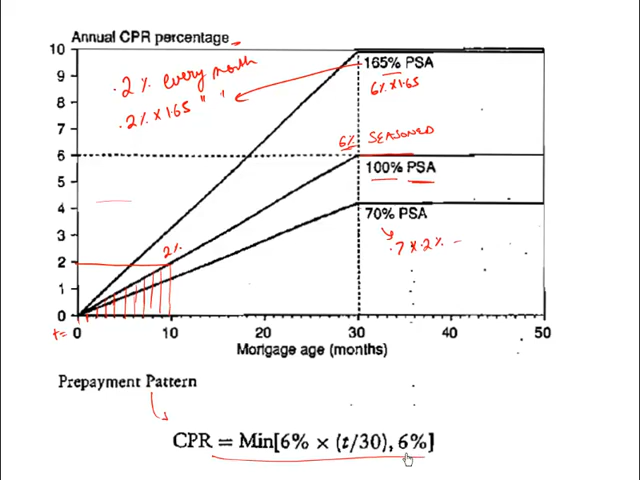 Annual CPR percentage
10
9
8
7
6
5
4
3
2
1
0
.2% every month
.2% x 1.65 " "
165% PSA
6% x 1.65
6% SEASONED
100% PSA
70% PSA
.7 x .2%
2%
t=
0
10
20
30
40
50
Mortgage age (months)
Prepayment Pattern
CPR = Min[6% × (t/30), 6%]